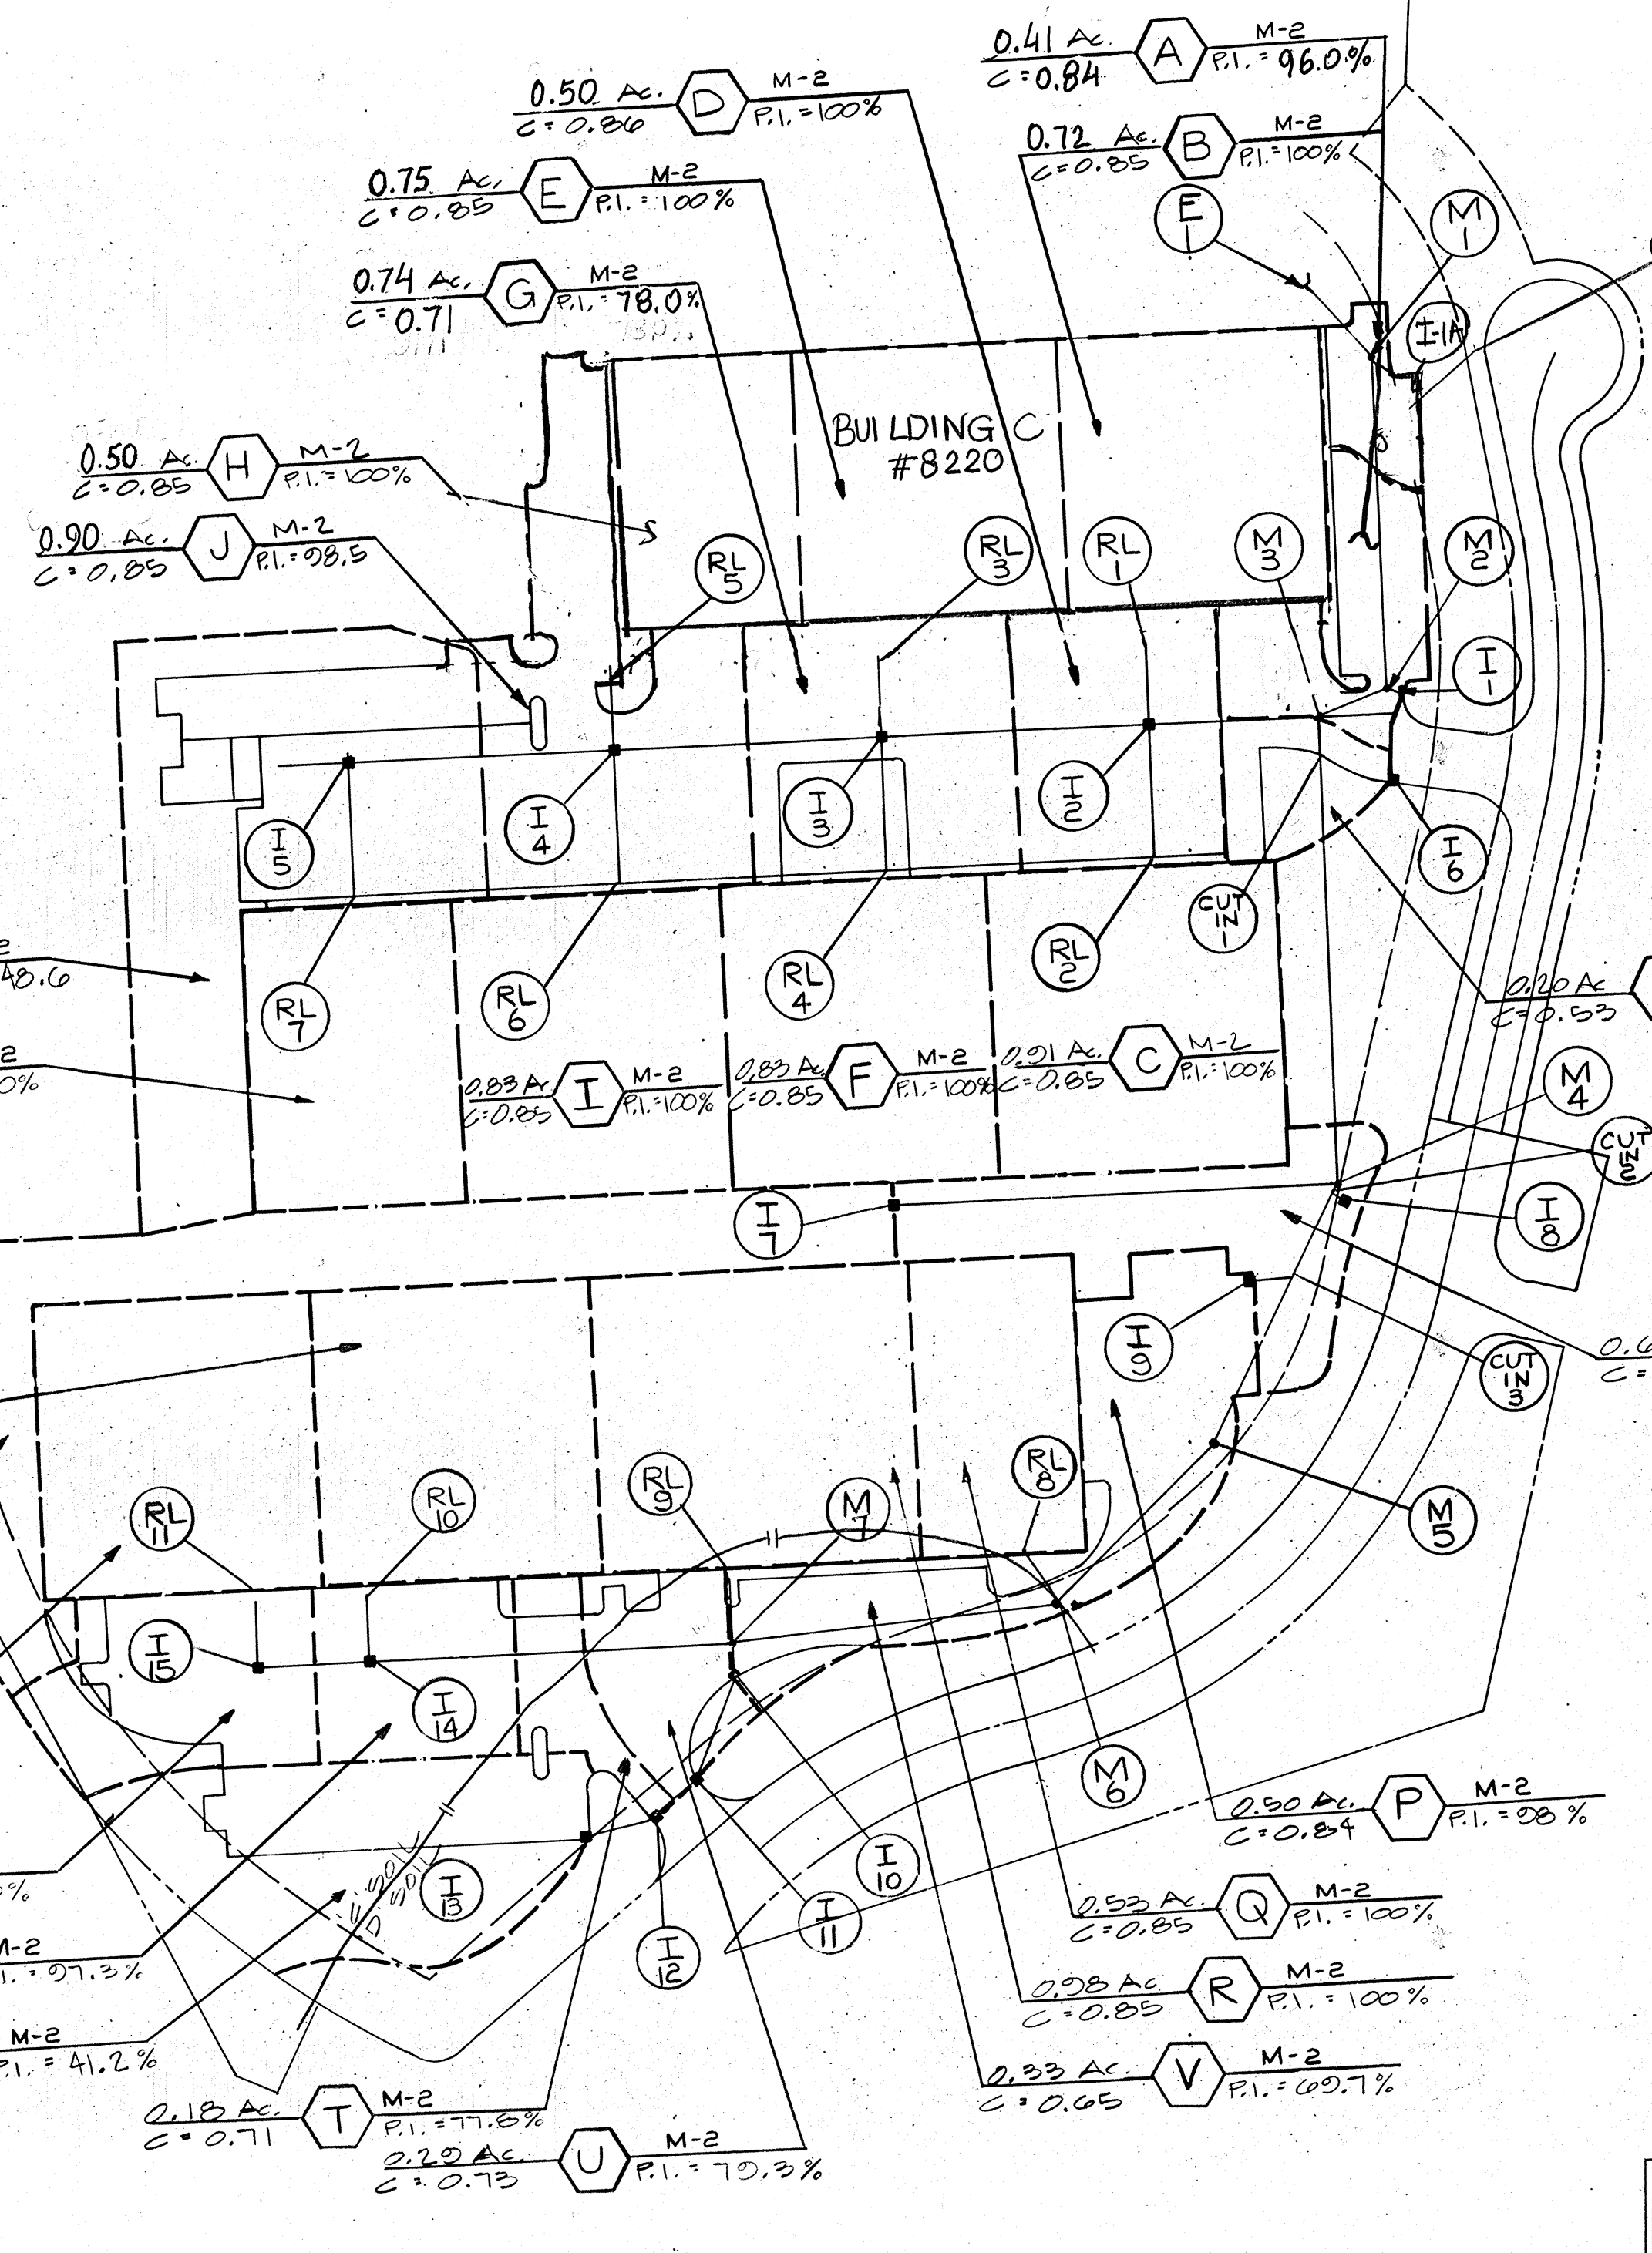 0.41 Ac.
C = 0.84
A
M-2
P.I. = 96.0%
0.50 Ac.
C = 0.86
D
M-2
P.I. = 100%
0.72 Ac.
C = 0.85
B
M-2
P.I. = 100%
0.75 Ac.
C = 0.85
E
M-2
P.I. = 100%
E
1
M
1
0.74 Ac.
C = 0.71
G
M-2
P.I. = 78.0%
I-1A
BUILDING C
#8220
0.50 Ac.
C = 0.85
H
M-2
P.I. = 100%
0.90 Ac.
C = 0.85
J
M-2
P.I. = 98.5
RL
5
RL
3
RL
1
M
3
M
2
I
1
I
5
I
4
I
3
I
2
I
6
CUT
IN
1
2
48.6
RL
7
RL
6
RL
4
RL
2
0.20 Ac
C = 0.53
2
0%
0.83 Ac
C = 0.85
I
M-2
P.I. = 100%
0.83 Ac
C = 0.85
F
M-2
P.I. = 100%
0.91 Ac.
C = 0.85
C
M-2
P.I. = 100%
M
4
CUT
IN
2
I
7
I
8
I
9
CUT
IN
3
0.6
C =
RL
11
RL
10
RL
9
M
7
RL
8
M
5
I
15
I
14
M
6
0.50 Ac.
C = 0.84
P
M-2
P.I. = 98%
I
13
SOIL
D SOIL
I
10
I
11
I
12
%
0.53 Ac.
C = 0.85
Q
M-2
P.I. = 100%
M-2
I. = 97.3%
0.98 Ac
C = 0.85
R
M-2
P.I. = 100%
M-2
P.I. = 41.2%
0.33 Ac.
C = 0.65
V
M-2
P.I. = 69.7%
0.18 Ac.
C = 0.71
T
M-2
P.I. = 77.8%
0.29 Ac.
C = 0.73
U
M-2
P.I. = 79.3%